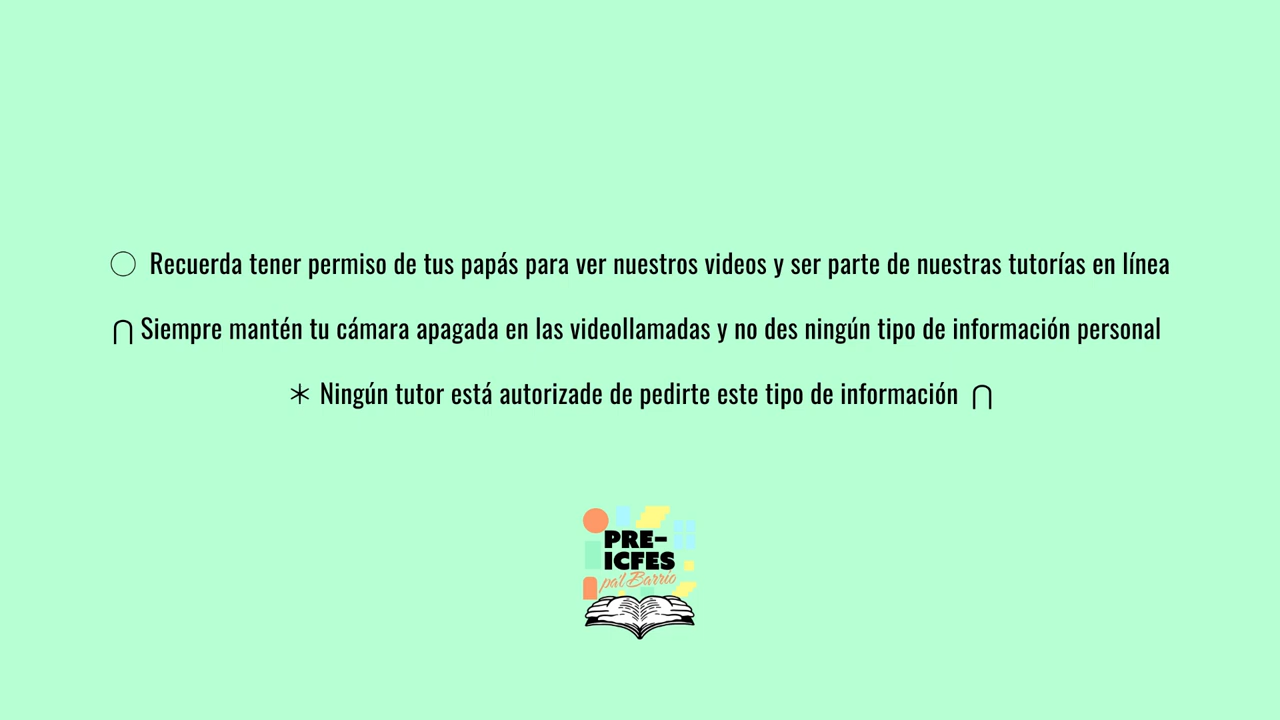 ○ Recuerda tener permiso de tus papás para ver nuestros videos y ser parte de nuestras tutorías en línea
∩ Siempre mantén tu cámara apagada en las videollamadas y no des ningún tipo de información personal
＊ Ningún tutor está autorizade de pedirte este tipo de información ∩
PRE-
ICFES
pa'l Barrio